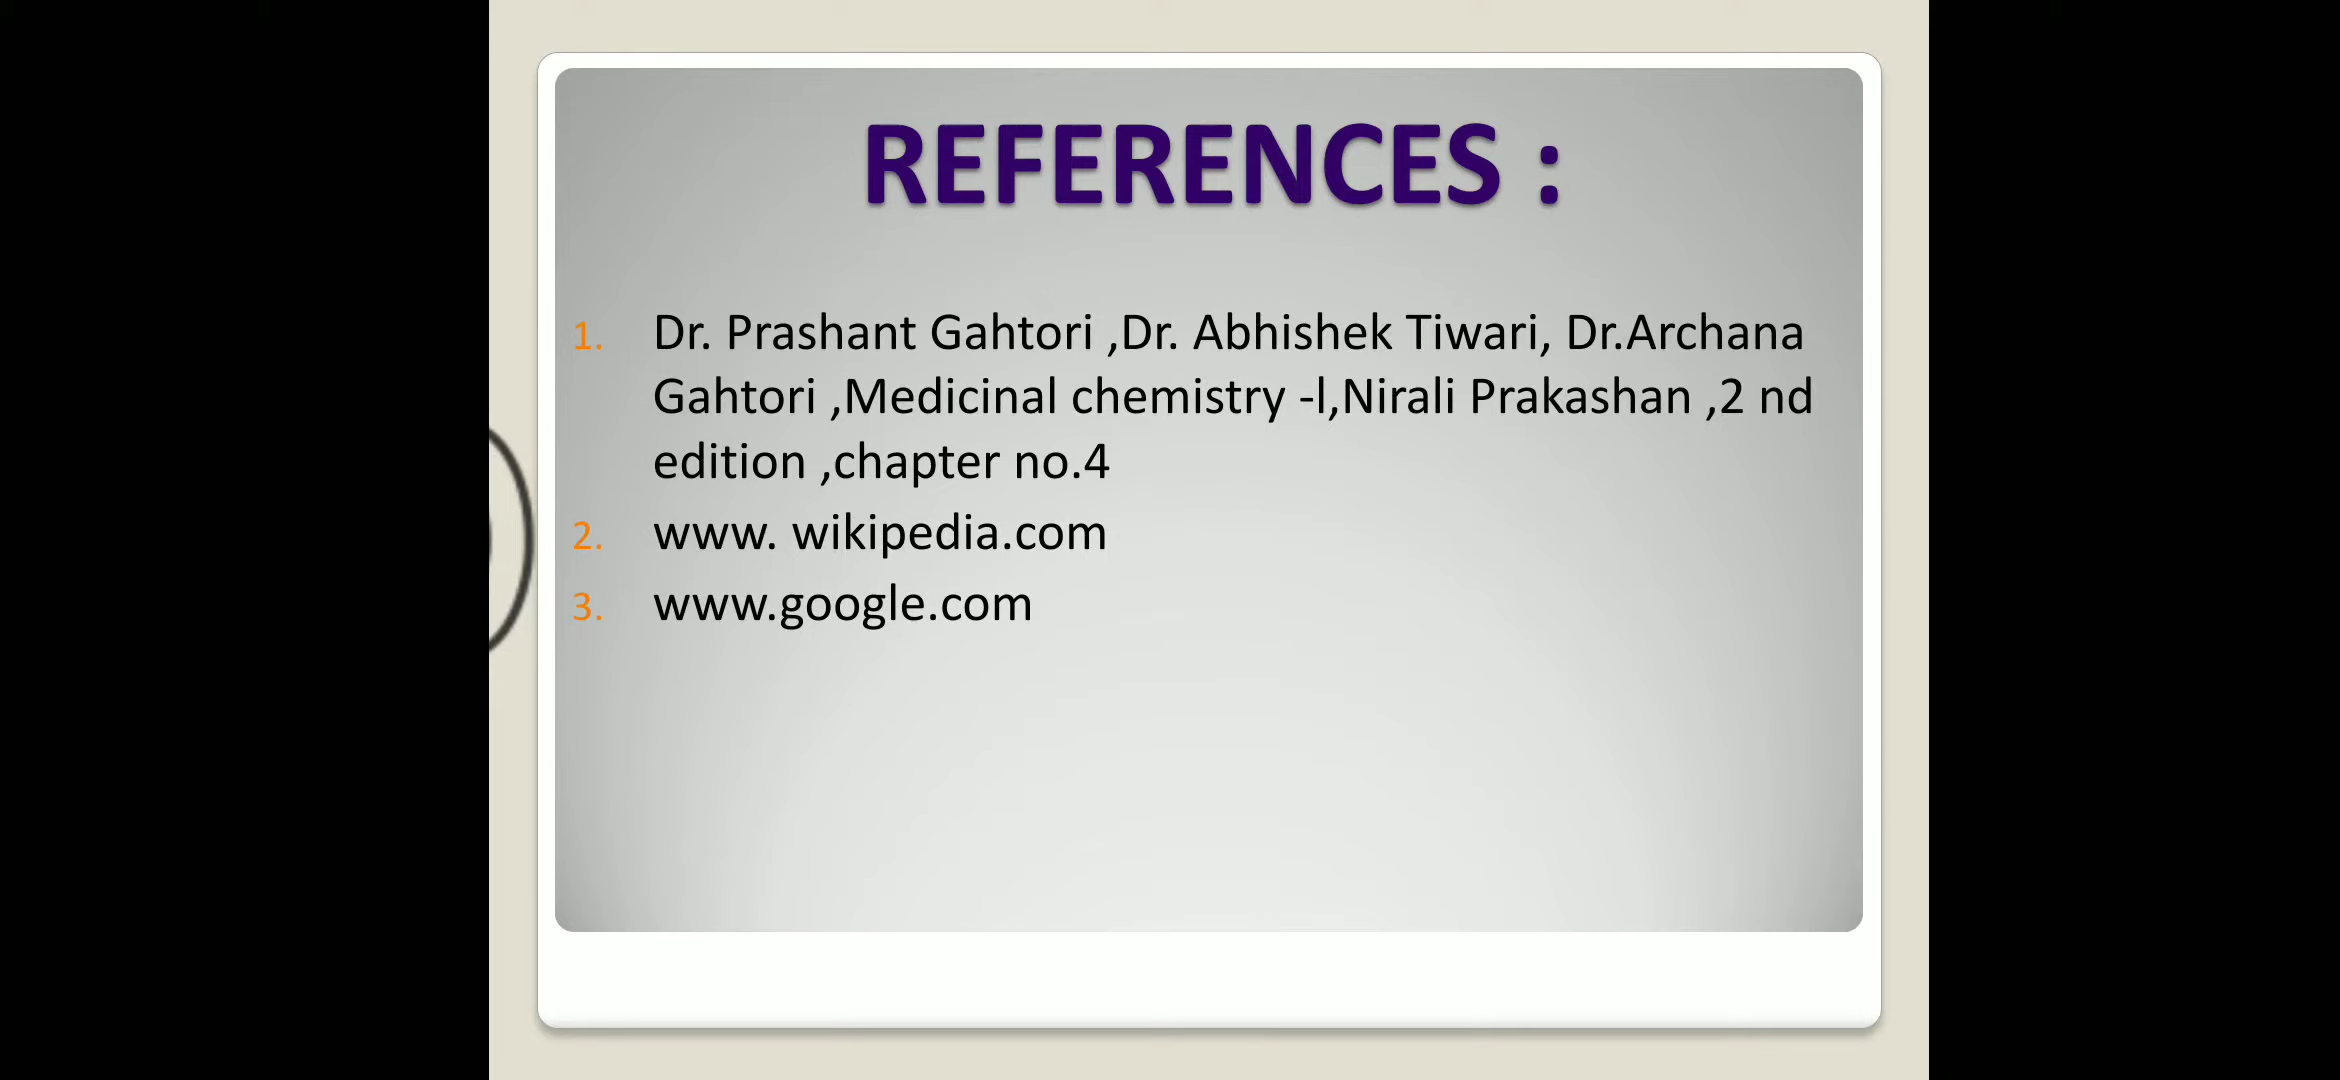 REFERENCES :
1. Dr. Prashant Gahtori ,Dr. Abhishek Tiwari, Dr.Archana
Gahtori ,Medicinal chemistry -l,Nirali Prakashan ,2 nd
edition ,chapter no.4
2. www. wikipedia.com
3. www.google.com